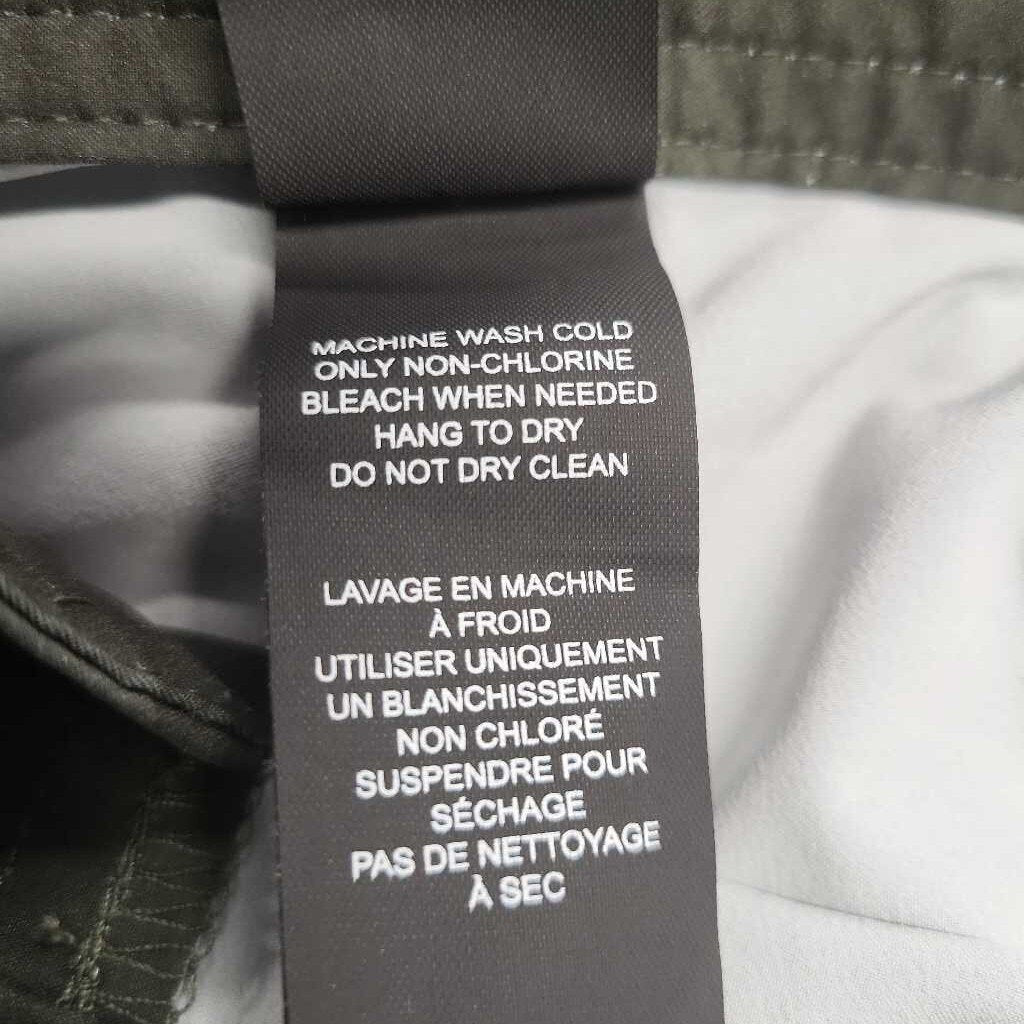 MACHINE WASH COLD
ONLY NON-CHLORINE
BLEACH WHEN NEEDED
HANG TO DRY
DO NOT DRY CLEAN
LAVAGE EN MACHINE
À FROID
UTILISER UNIQUEMENT
UN BLANCHISSEMENT
NON CHLORÉ
SUSPENDRE POUR
SÉCHAGE
PAS DE NETTOYAGE
À SEC